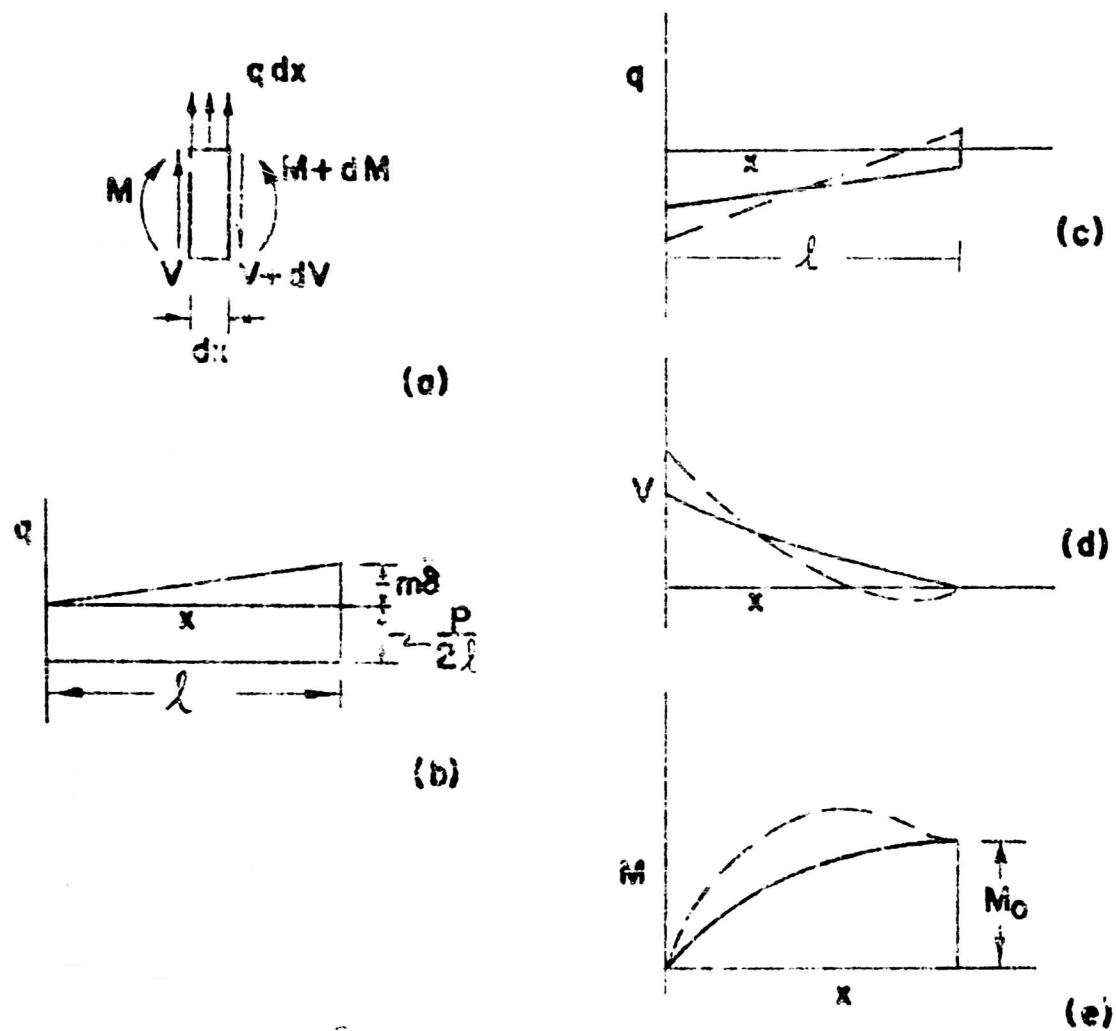 q dx
M
M + dM
V
V + dV
dx
(a)
q
x
mδ
P
2ℓ
ℓ
(b)
q
x
ℓ
(c)
V
x
(d)
M
M₀
x
(e)